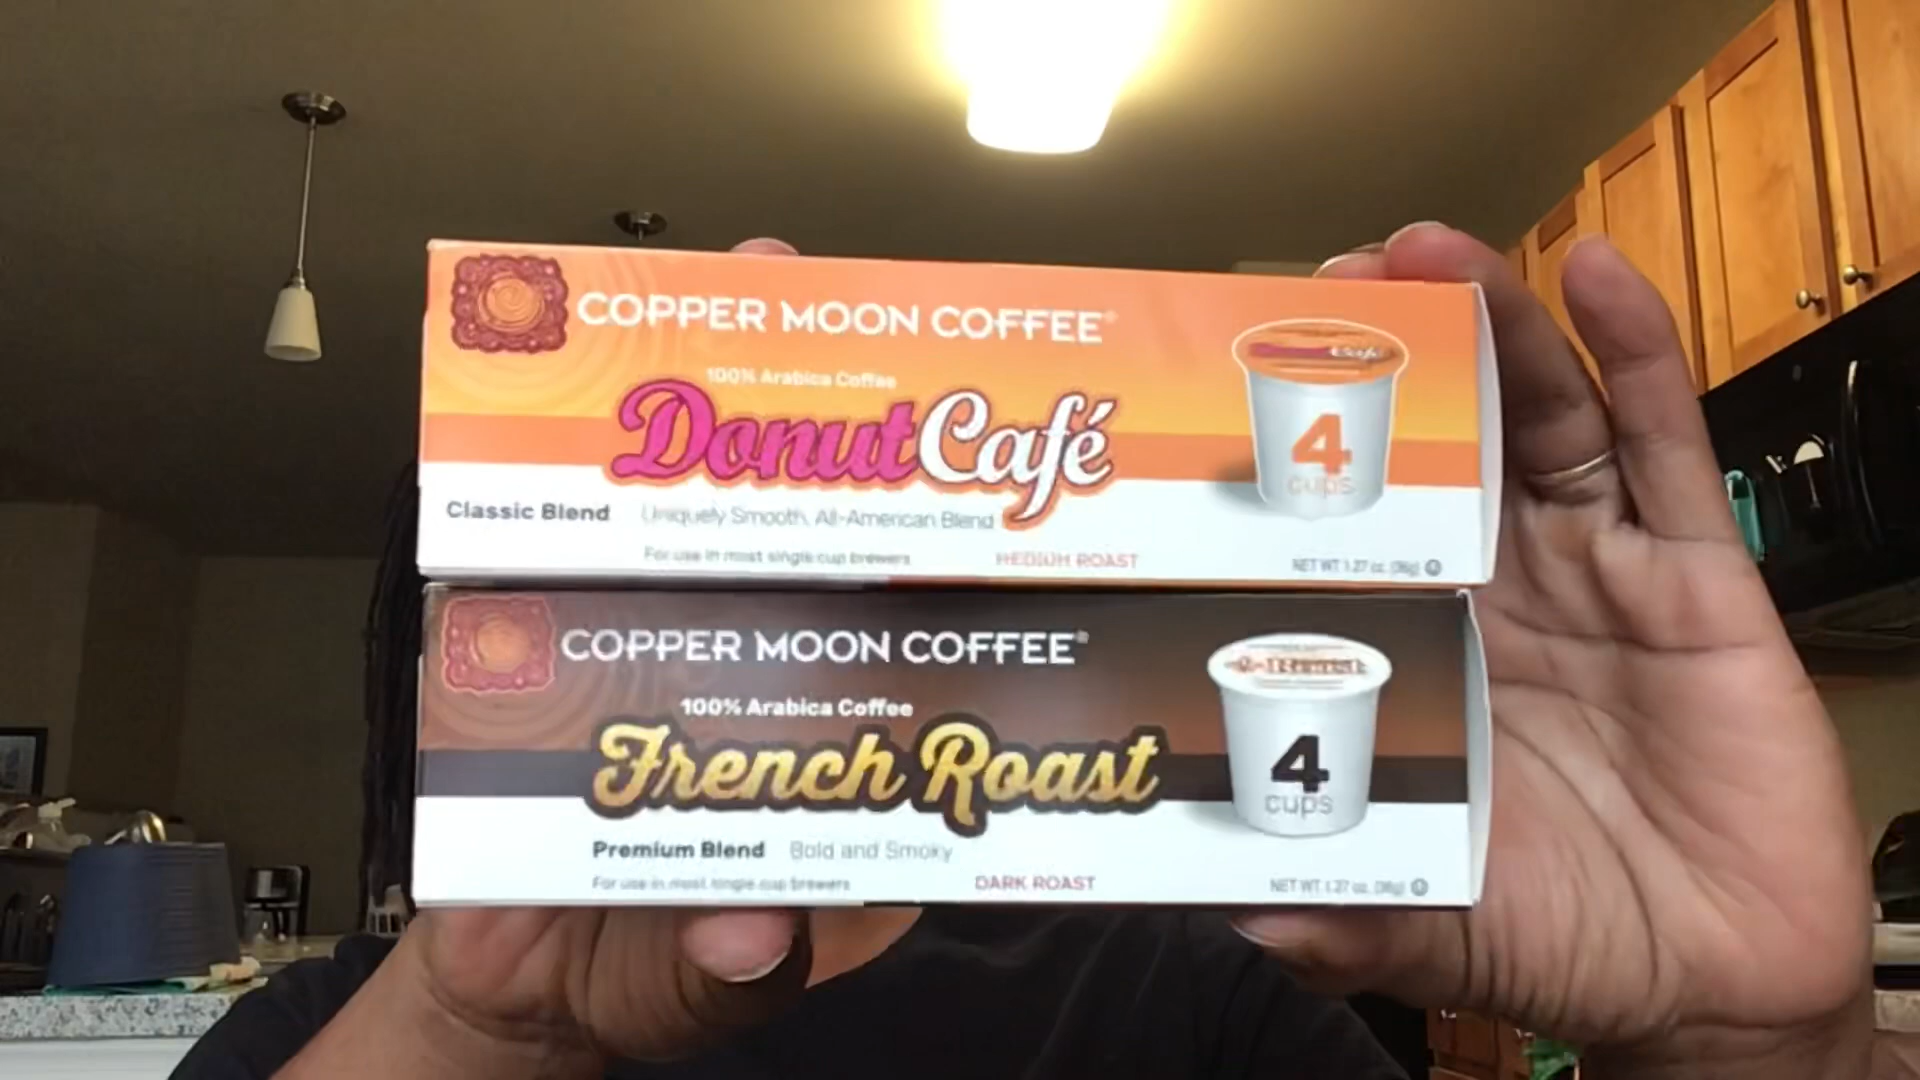 COPPER MOON COFFEE®
100% Arabica Coffee
Donut Café
Classic Blend Uniquely Smooth, All-American Blend
For use in most single cup brewers MEDIUM ROAST
NET WT 1.27 oz. (36g) U
Café
4
cups
COPPER MOON COFFEE®
100% Arabica Coffee
French Roast
Premium Blend Bold and Smoky
For use in most single cup brewers DARK ROAST
NET WT 1.27 oz. (36g) U
4
cups